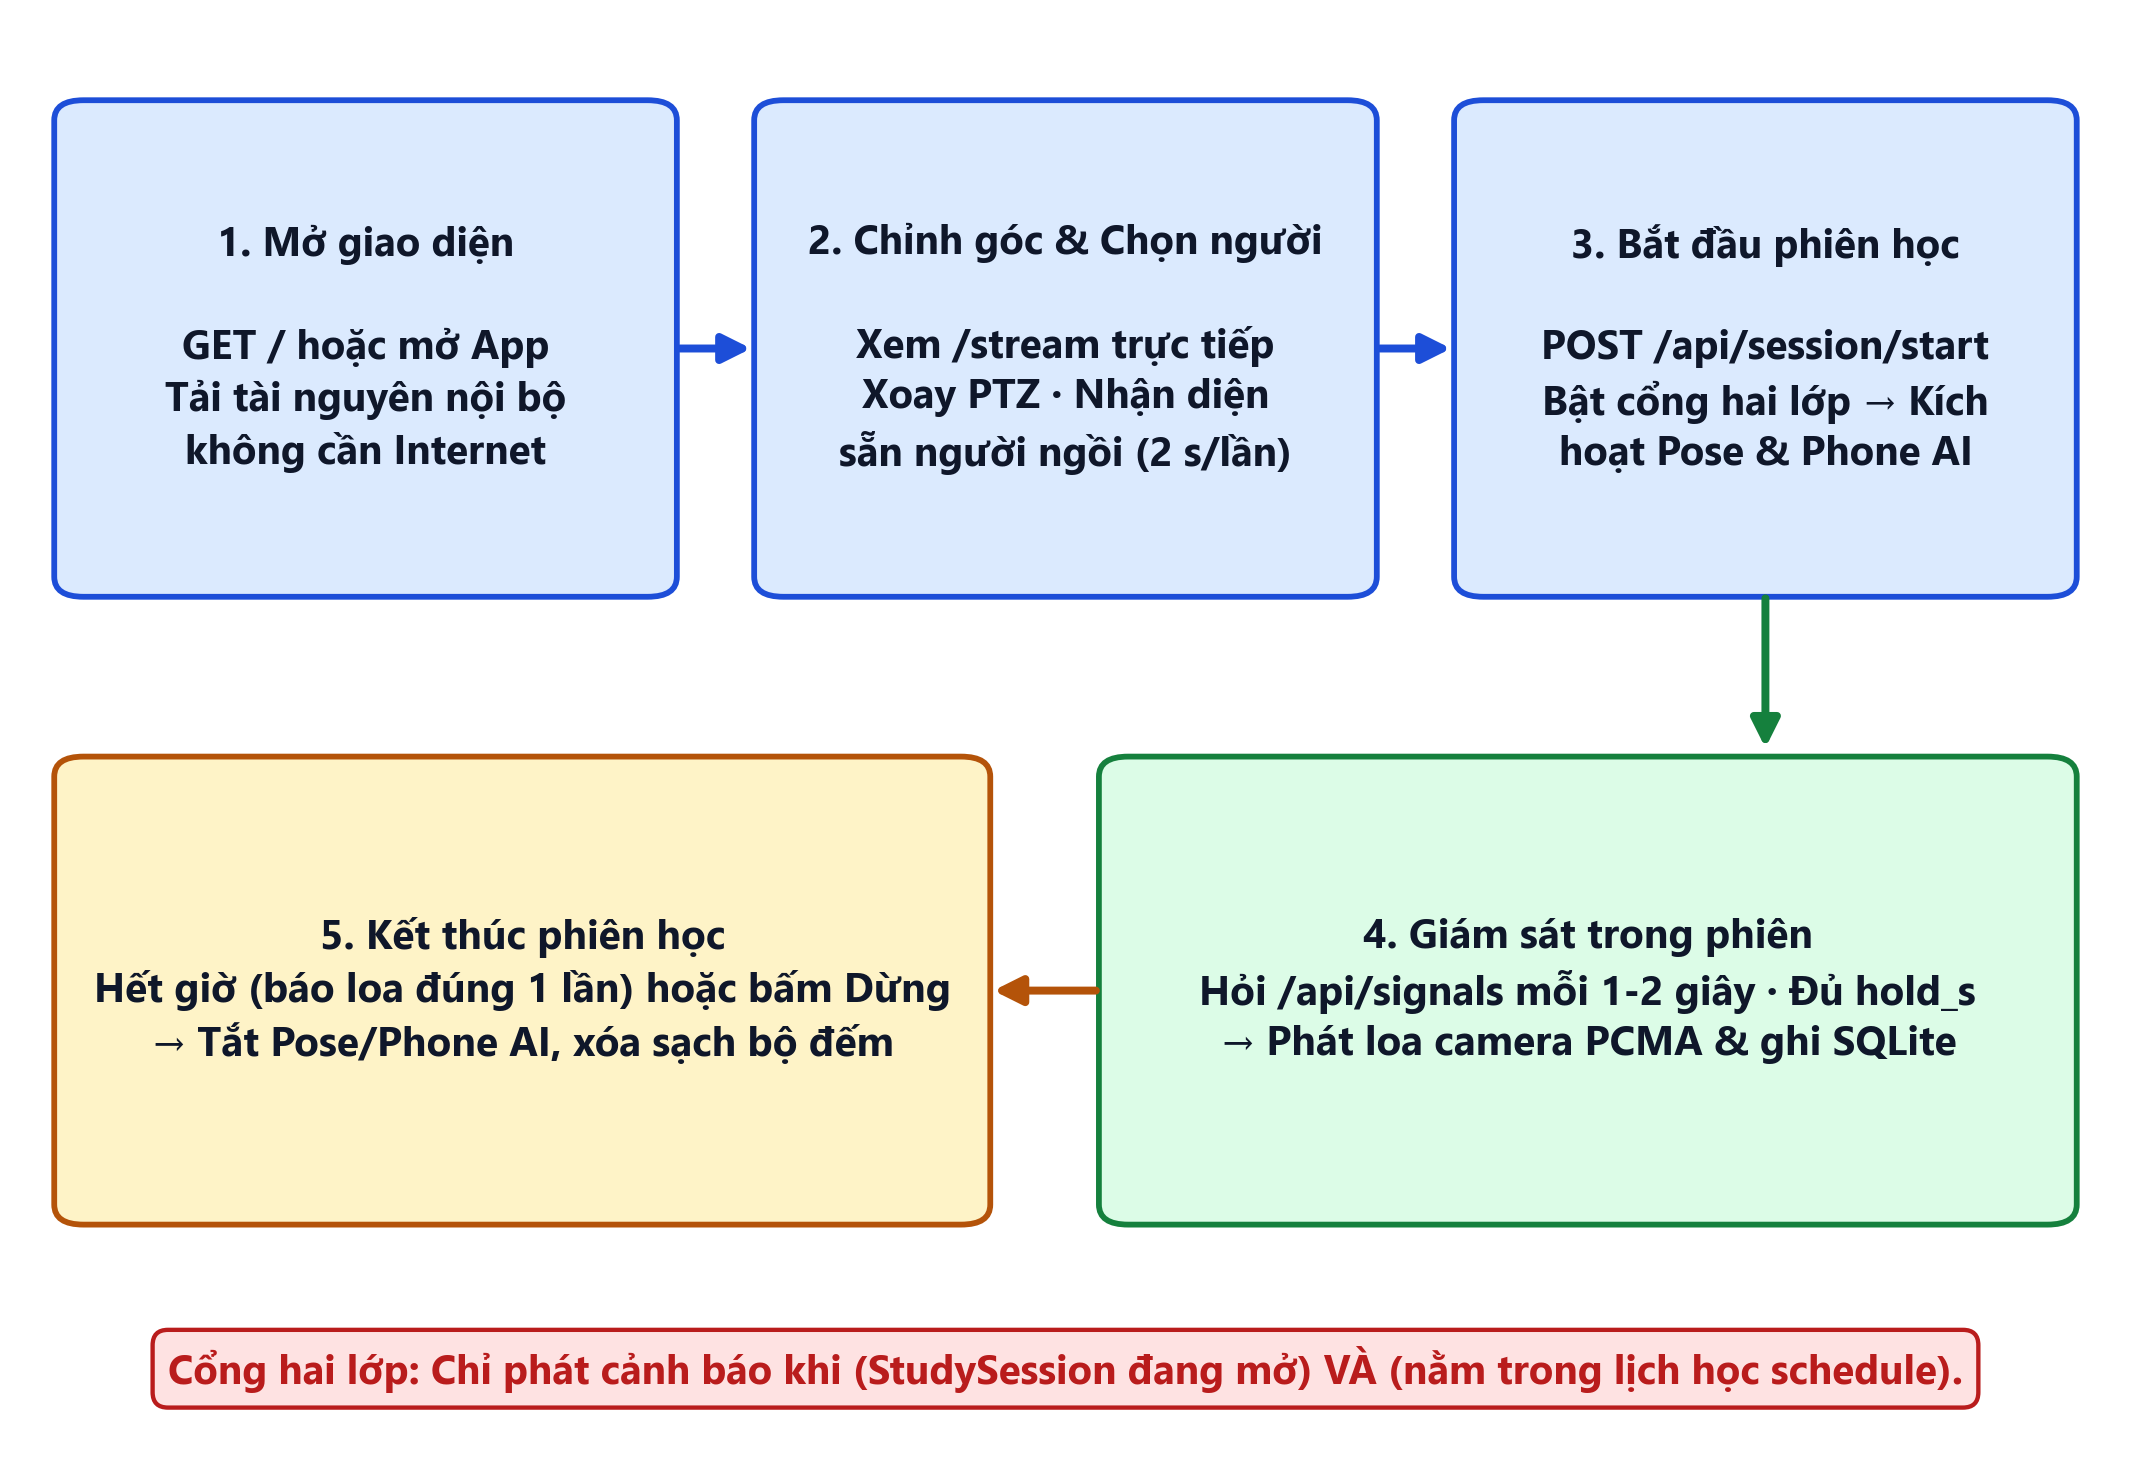 1. Mở giao diện
GET / hoặc mở App
Tải tài nguyên nội bộ
không cần Internet
2. Chỉnh góc & Chọn người
Xem /stream trực tiếp
Xoay PTZ · Nhận diện
sẵn người ngồi (2 s/lần)
3. Bắt đầu phiên học
POST /api/session/start
Bật cổng hai lớp → Kích
hoạt Pose & Phone AI
4. Giám sát trong phiên
Hỏi /api/signals mỗi 1-2 giây · Đủ hold_s
→ Phát loa camera PCMA & ghi SQLite
5. Kết thúc phiên học
Hết giờ (báo loa đúng 1 lần) hoặc bấm Dừng
→ Tắt Pose/Phone AI, xóa sạch bộ đếm
Cổng hai lớp: Chỉ phát cảnh báo khi (StudySession đang mở) VÀ (nằm trong lịch học schedule).